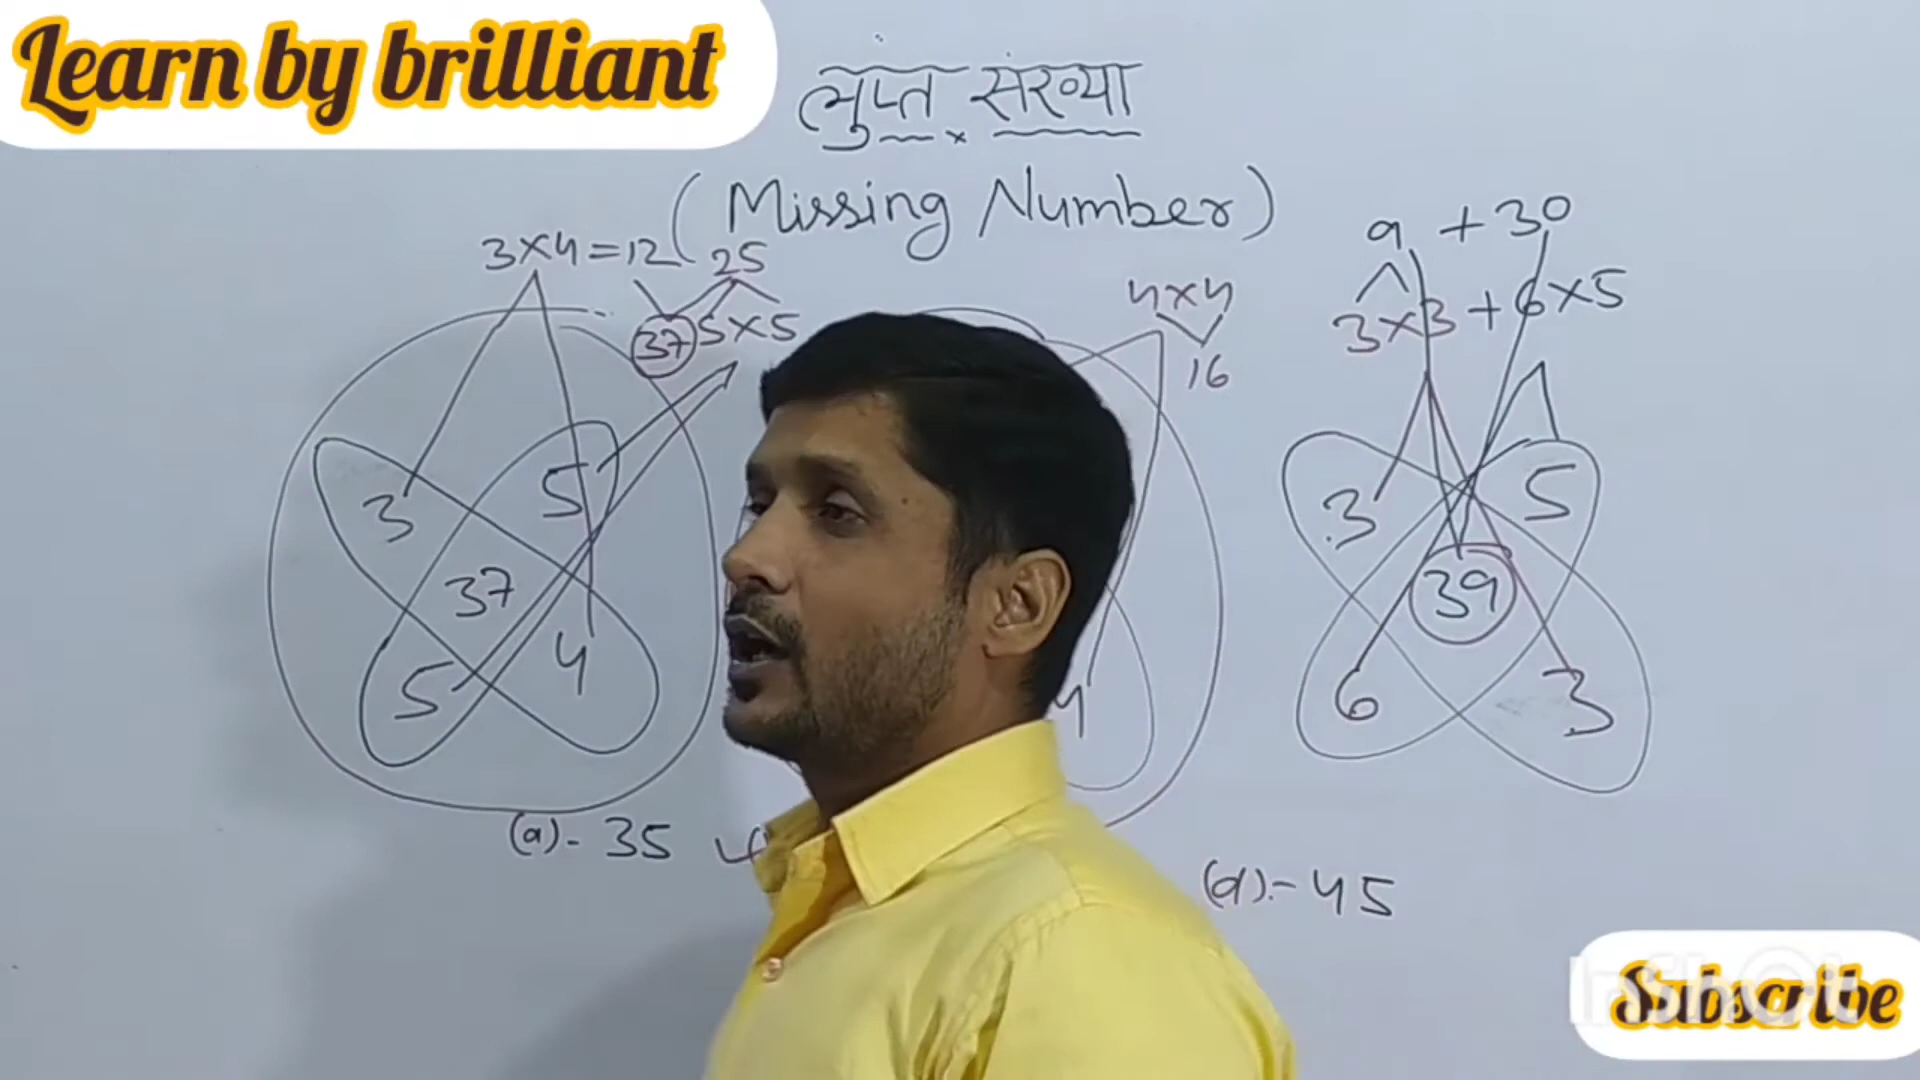 Learn by brilliant
लुप्त संख्या
(Missing Number)
3×4=12 25
37 5×5
4×4
16
9 + 30
3×3+6×5
3 5
37
5 4
4
3 5
39
6 3
(a)- 35
(d)- 45
Subscribe